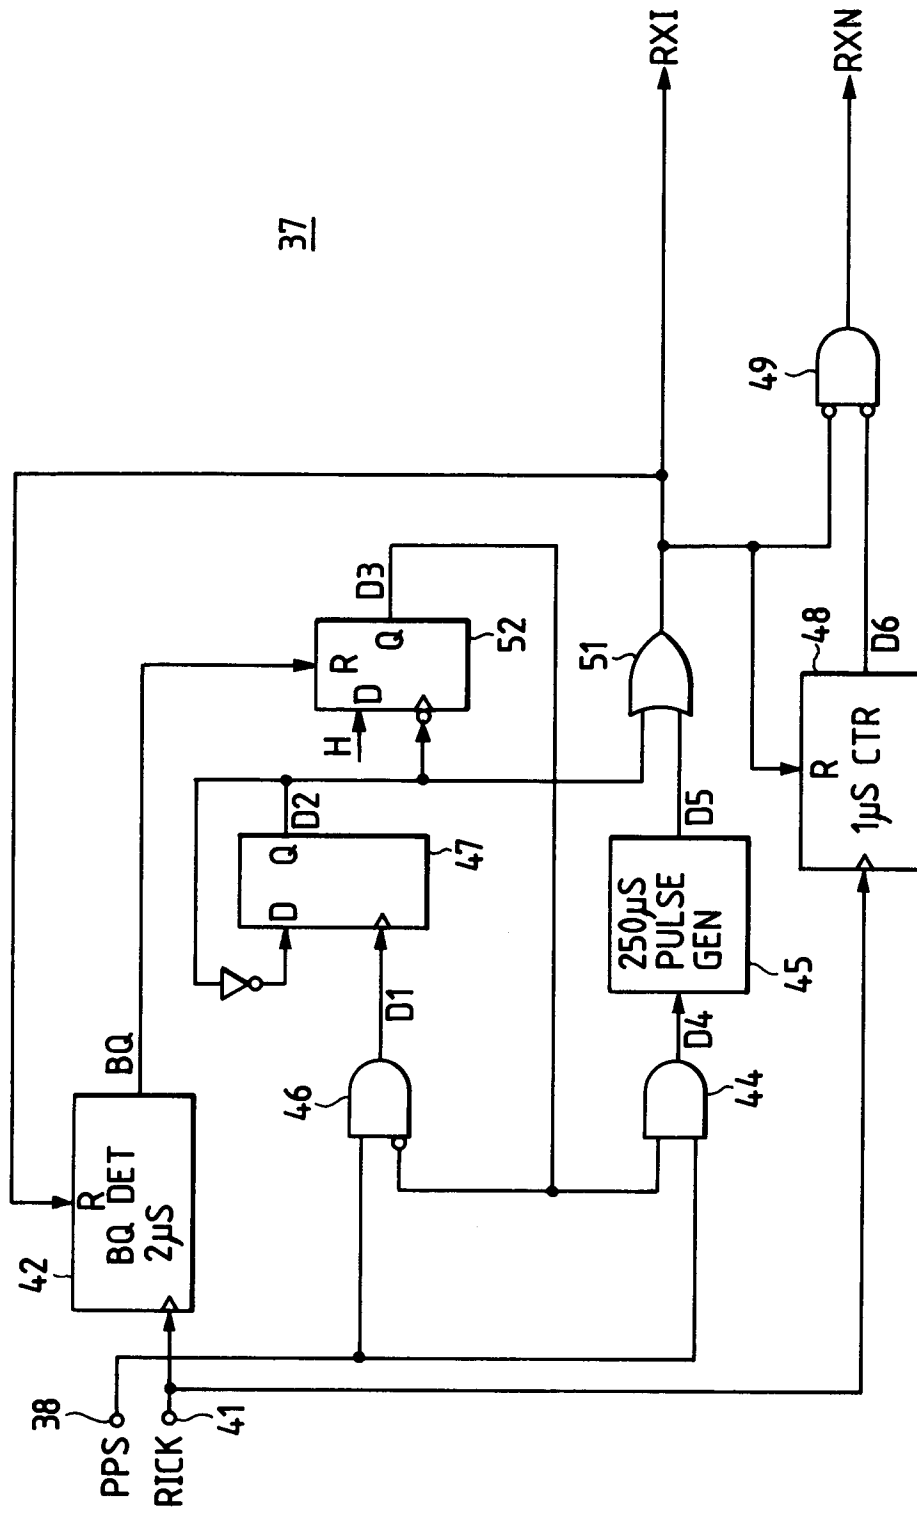 37
38
PPS
RICK
41
42
R
BQ DET
2µS
BQ
46
D1
D
Q
D2
47
H
D
R
Q
D3
52
44
D4
250µS
PULSE
GEN
45
D5
51
R
1µS CTR
48
D6
49
RXI
RXN